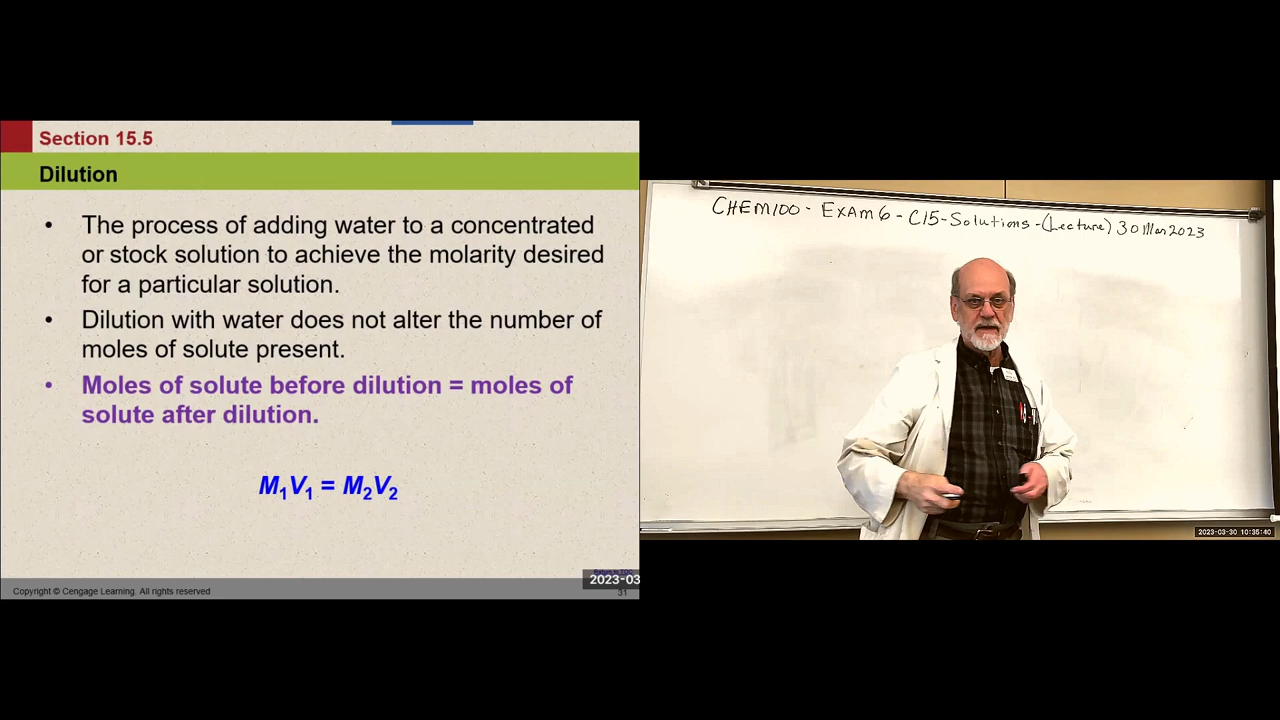 Section 15.5
Dilution
• The process of adding water to a concentrated
or stock solution to achieve the molarity desired
for a particular solution.
• Dilution with water does not alter the number of
moles of solute present.
• Moles of solute before dilution = moles of
solute after dilution.
M₁V₁ = M₂V₂
2023-03
Copyright © Cengage Learning. All rights reserved
31
CHEM100 - EXAM6 - C15-Solutions - (Lecture) 30 Mar 2023
2023-03-30 10:35:40